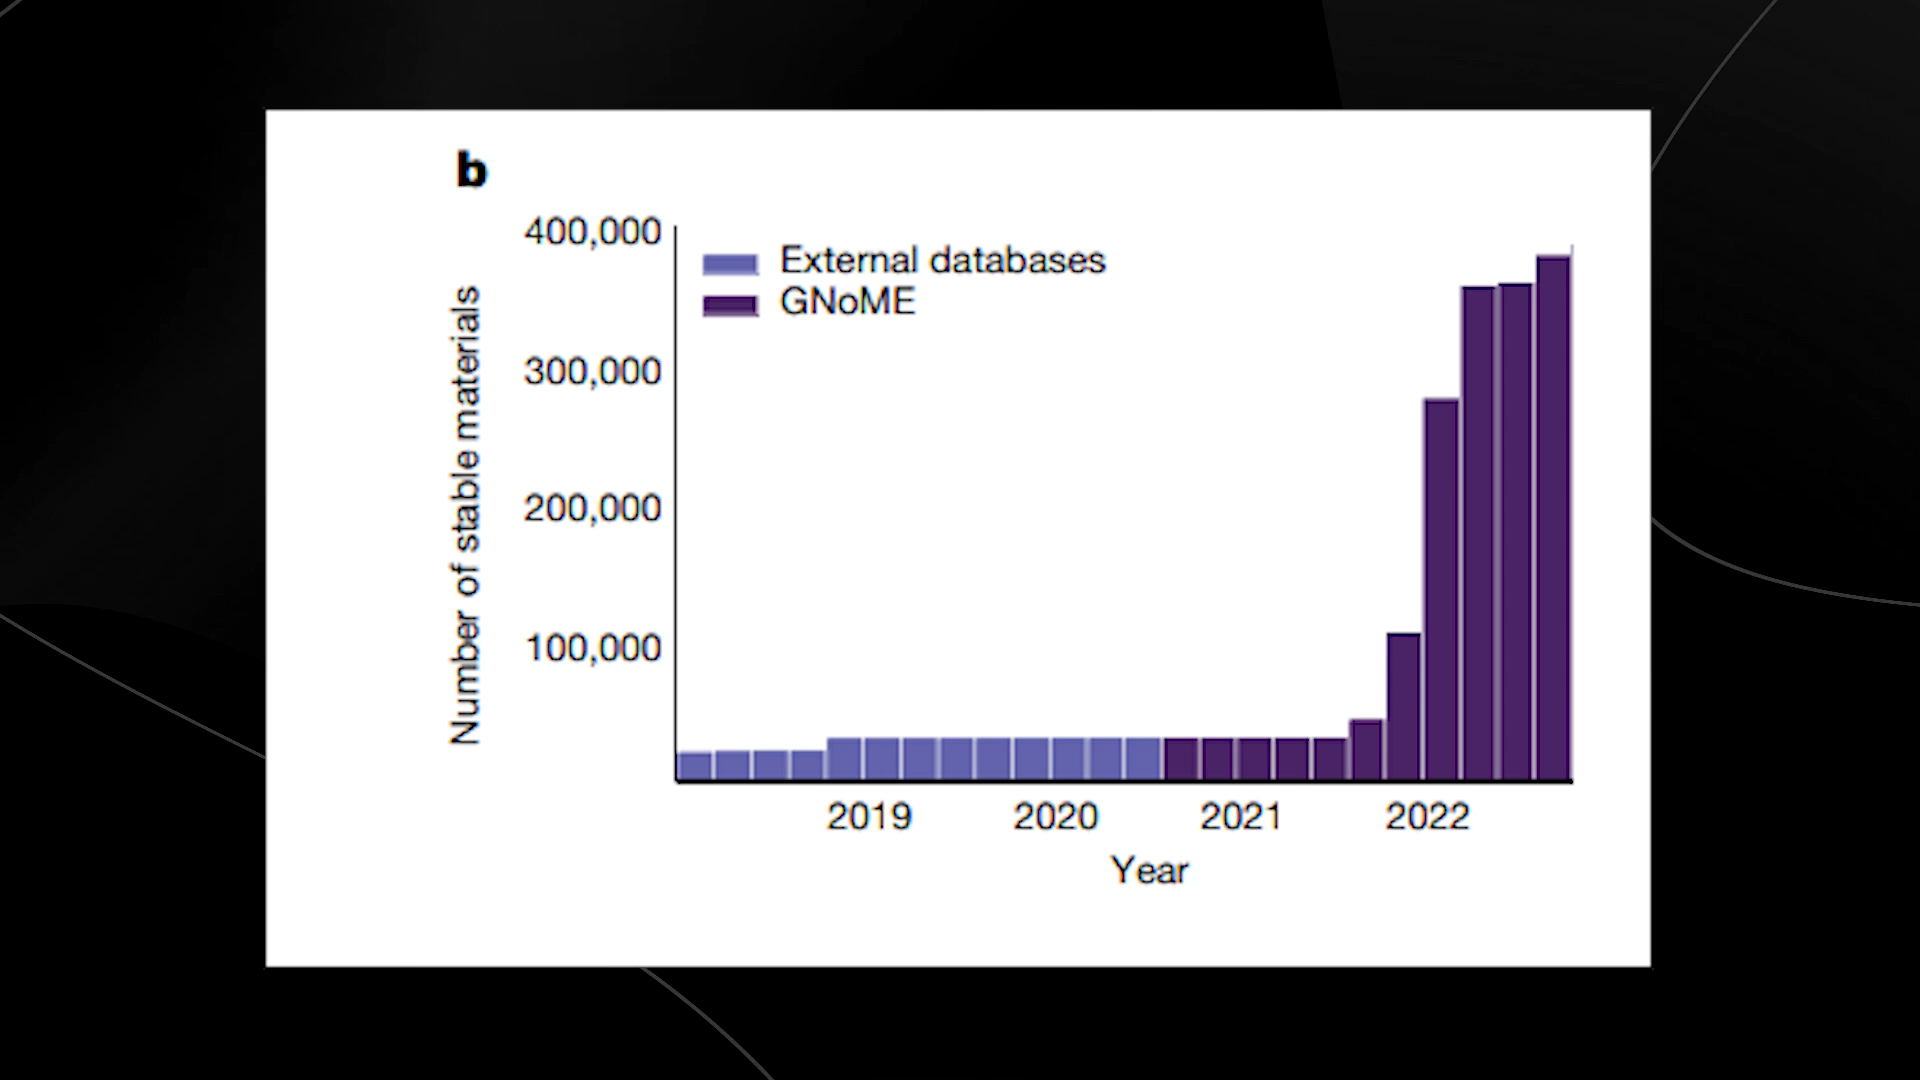 b
400,000
External databases
GNoME
300,000
200,000
100,000
Number of stable materials
2019
2020
2021
2022
Year